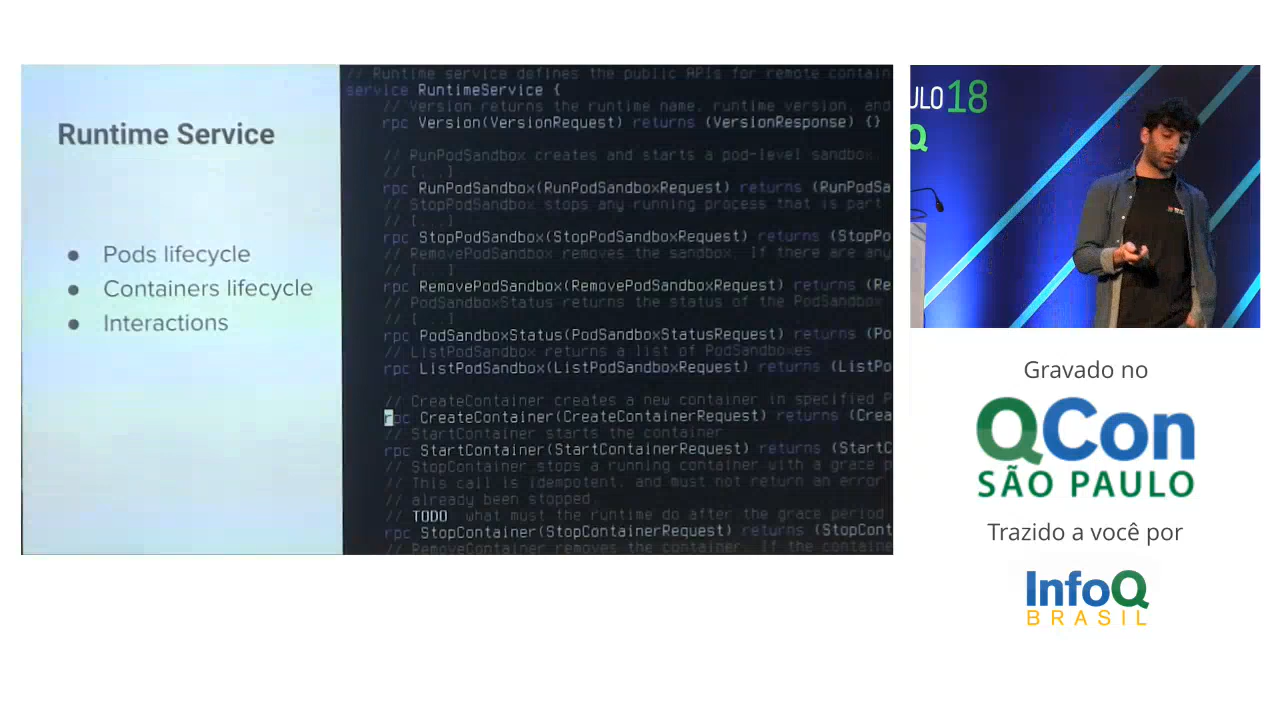 Runtime Service
● Pods lifecycle
● Containers lifecycle
● Interactions
// Runtime service defines the public APIs for remote contain
service RuntimeService {
// Version returns the runtime name, runtime version, and
rpc Version(VersionRequest) returns (VersionResponse) {}
// RunPodSandbox creates and starts a pod-level sandbox.
// [...]
rpc RunPodSandbox(RunPodSandboxRequest) returns (RunPodSa
// StopPodSandbox stops any running process that is part
// [...]
rpc StopPodSandbox(StopPodSandboxRequest) returns (StopPo
// RemovePodSandbox removes the sandbox. If there are any
// [...]
rpc RemovePodSandbox(RemovePodSandboxRequest) returns (Re
// PodSandboxStatus returns the status of the PodSandbox
// [...]
rpc PodSandboxStatus(PodSandboxStatusRequest) returns (Po
// ListPodSandbox returns a list of PodSandboxes
rpc ListPodSandbox(ListPodSandboxRequest) returns (ListPo
// CreateContainer creates a new container in specified P
rpc CreateContainer(CreateContainerRequest) returns (Crea
// StartContainer starts the container
rpc StartContainer(StartContainerRequest) returns (StartC
// StopContainer stops a running container with a grace p
// This call is idempotent, and must not return an error
// already been stopped.
// TODO what must the runtime do after the grace period
rpc StopContainer(StopContainerRequest) returns (StopCont
// RemoveContainer removes the container. If the containe
ULO 18
Q
Gravado no
QCon
SÃO PAULO
Trazido a você por
InfoQ
BRASIL